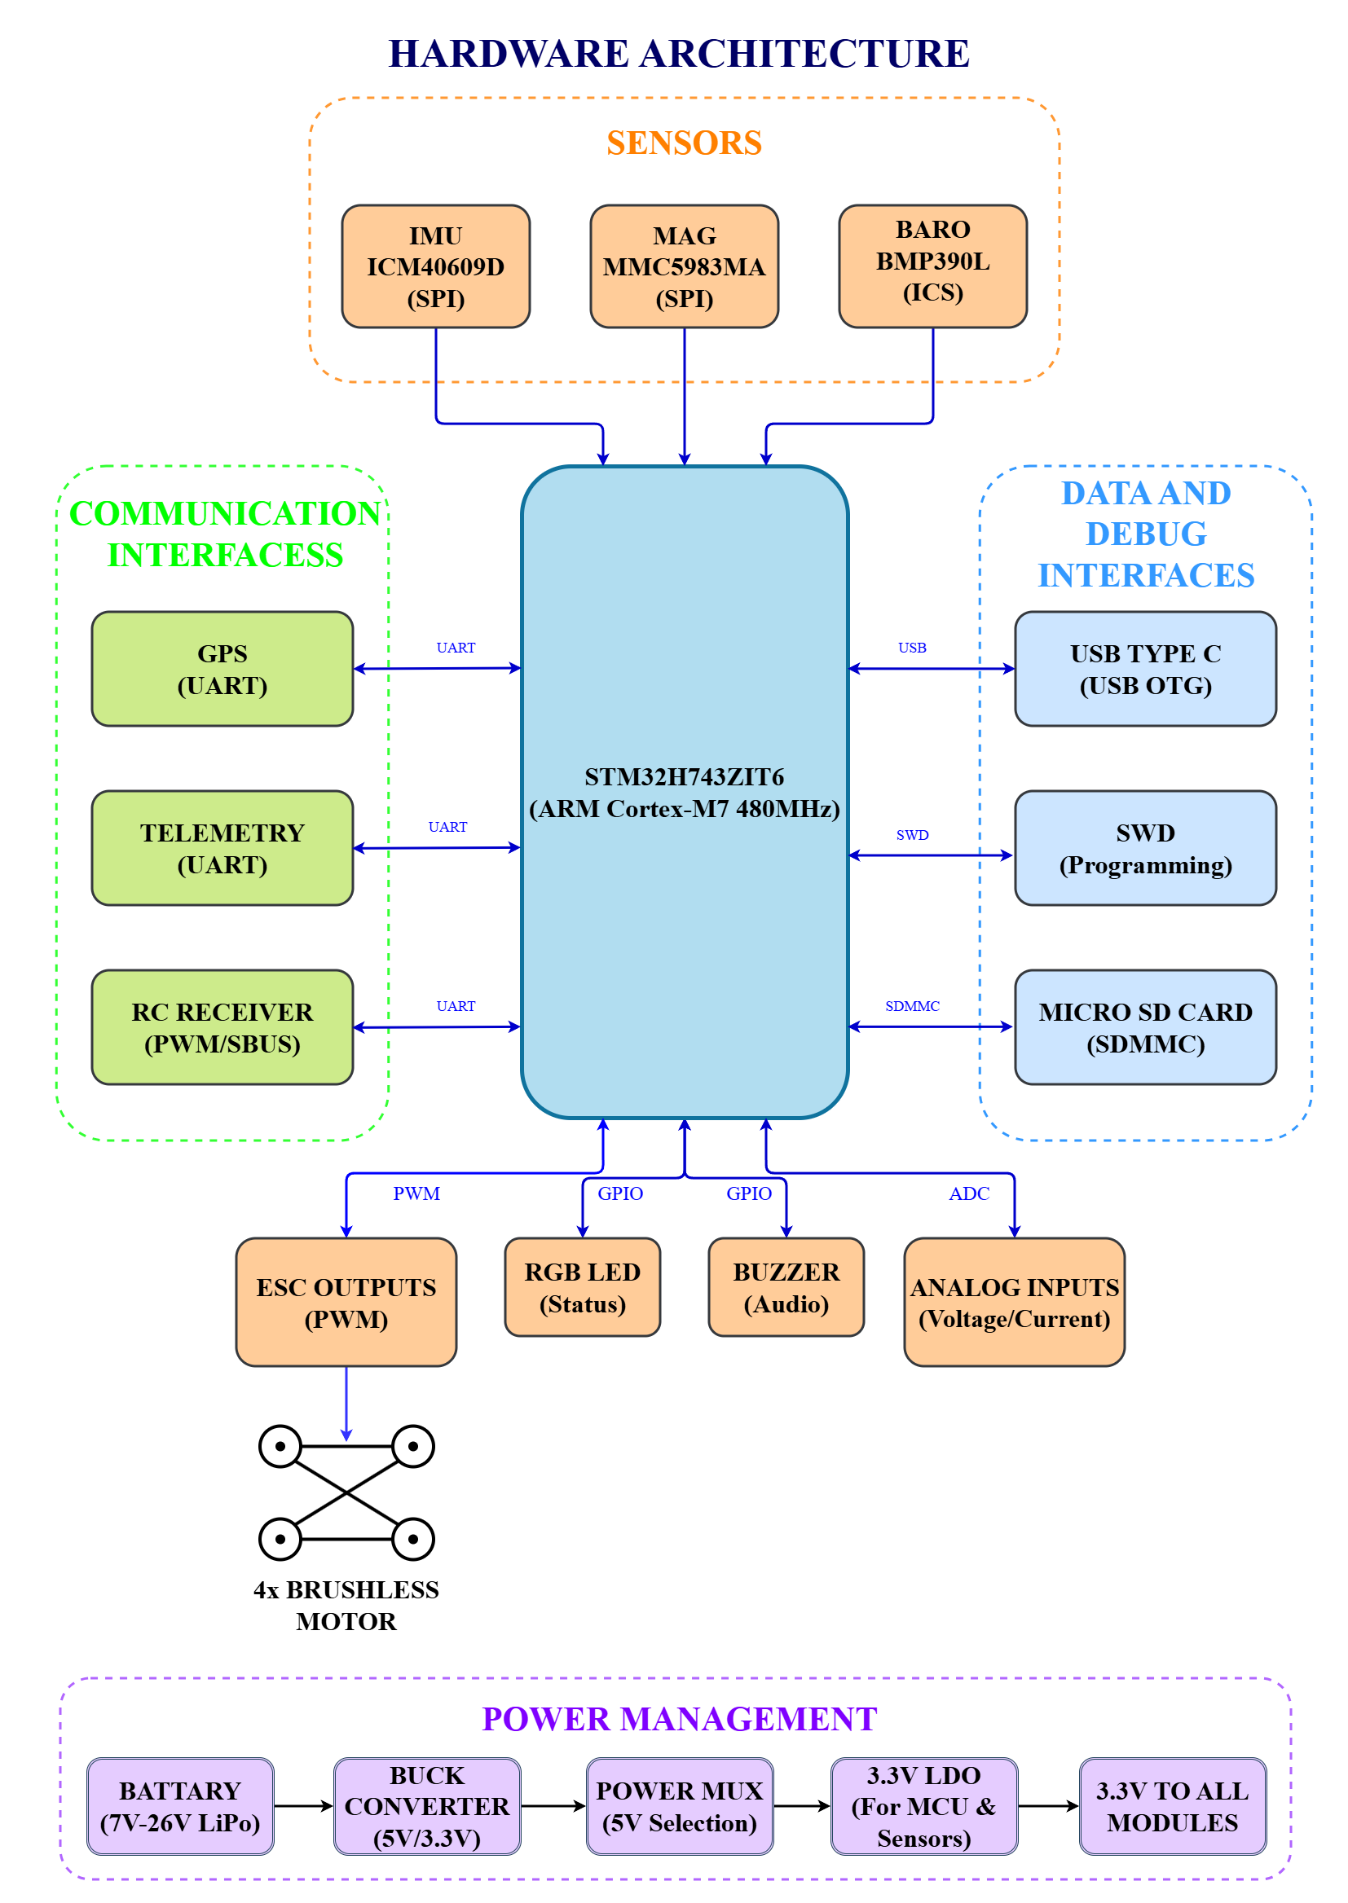 HARDWARE ARCHITECTURE
SENSORS
IMU
ICM40609D
(SPI)
MAG
MMC5983MA
(SPI)
BARO
BMP390L
(ICS)
COMMUNICATION
INTERFACESS
GPS
(UART)
TELEMETRY
(UART)
RC RECEIVER
(PWM/SBUS)
UART
UART
UART
STM32H743ZIT6
(ARM Cortex-M7 480MHz)
USB
SWD
SDMMC
DATA AND
DEBUG
INTERFACES
USB TYPE C
(USB OTG)
SWD
(Programming)
MICRO SD CARD
(SDMMC)
PWM
GPIO
GPIO
ADC
ESC OUTPUTS
(PWM)
RGB LED
(Status)
BUZZER
(Audio)
ANALOG INPUTS
(Voltage/Current)
4x BRUSHLESS
MOTOR
POWER MANAGEMENT
BATTARY
(7V-26V LiPo)
BUCK
CONVERTER
(5V/3.3V)
POWER MUX
(5V Selection)
3.3V LDO
(For MCU &
Sensors)
3.3V TO ALL
MODULES